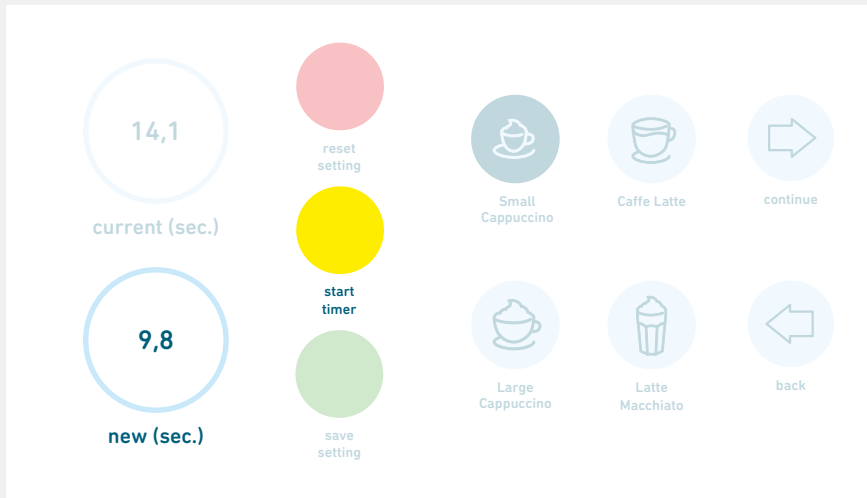 14,1
current (sec.)
9,8
new (sec.)
reset
setting
start
timer
save
setting
Small
Cappuccino
Caffe Latte
continue
Large
Cappuccino
Latte
Macchiato
back